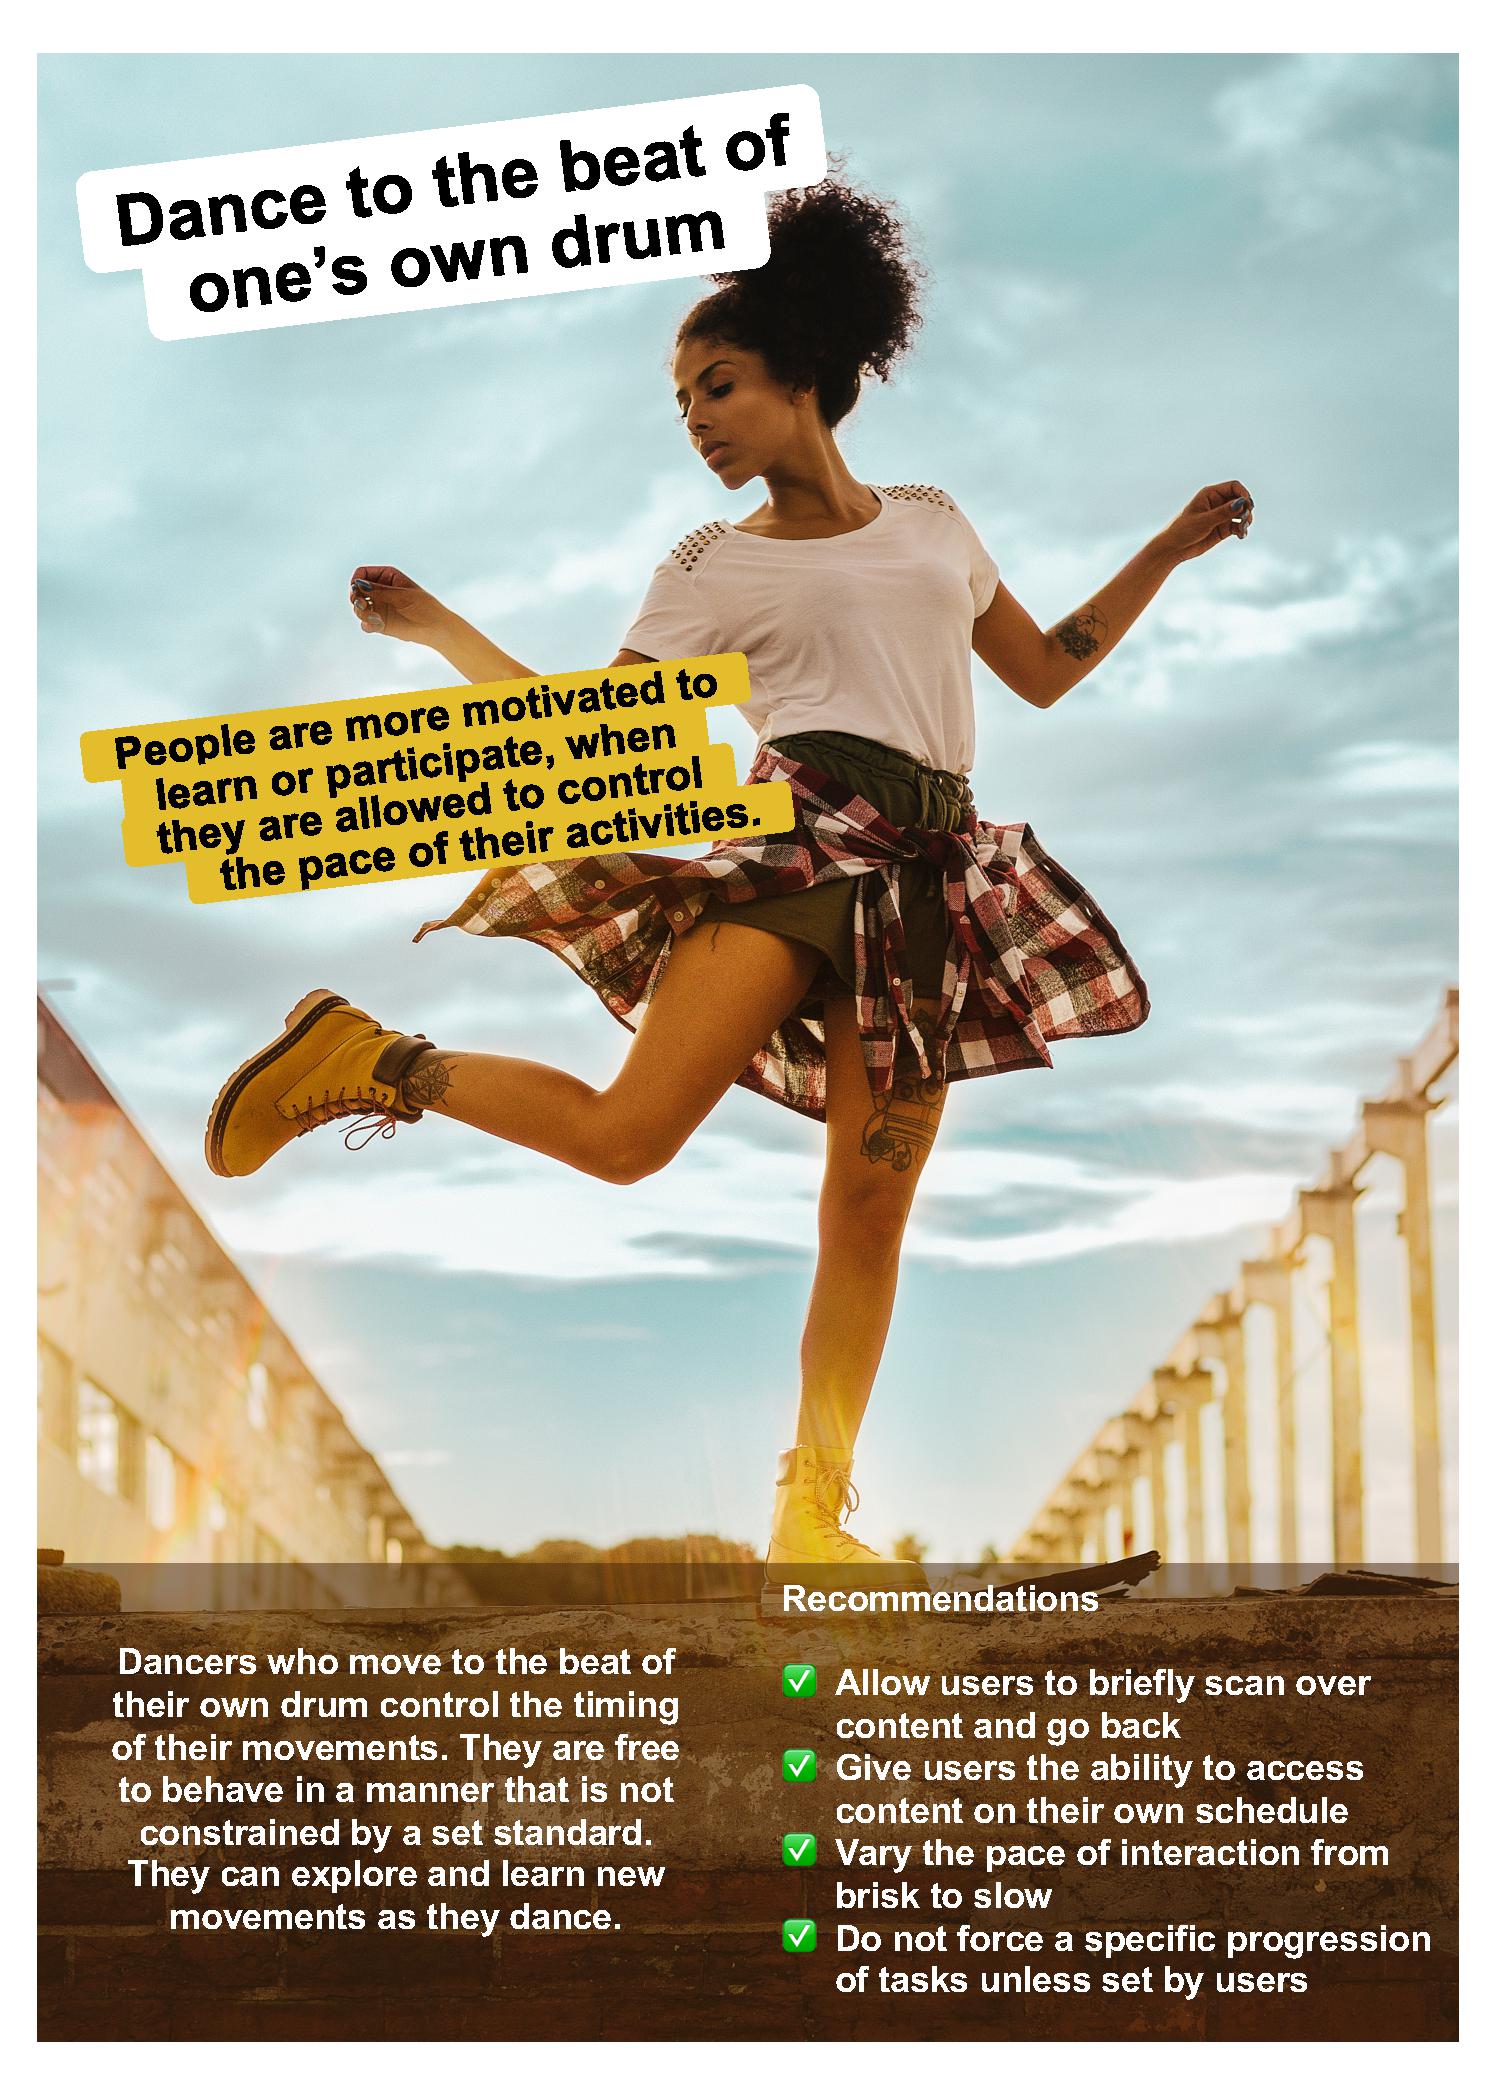 Dance to the beat of
one’s own drum
People are more motivated to
learn or participate, when
they are allowed to control
the pace of their activities.
Dancers who move to the beat of
their own drum control the timing
of their movements. They are free
to behave in a manner that is not
constrained by a set standard.
They can explore and learn new
movements as they dance.
Recommendations
✅ Allow users to briefly scan over
content and go back
✅ Give users the ability to access
content on their own schedule
✅ Vary the pace of interaction from
brisk to slow
✅ Do not force a specific progression
of tasks unless set by users